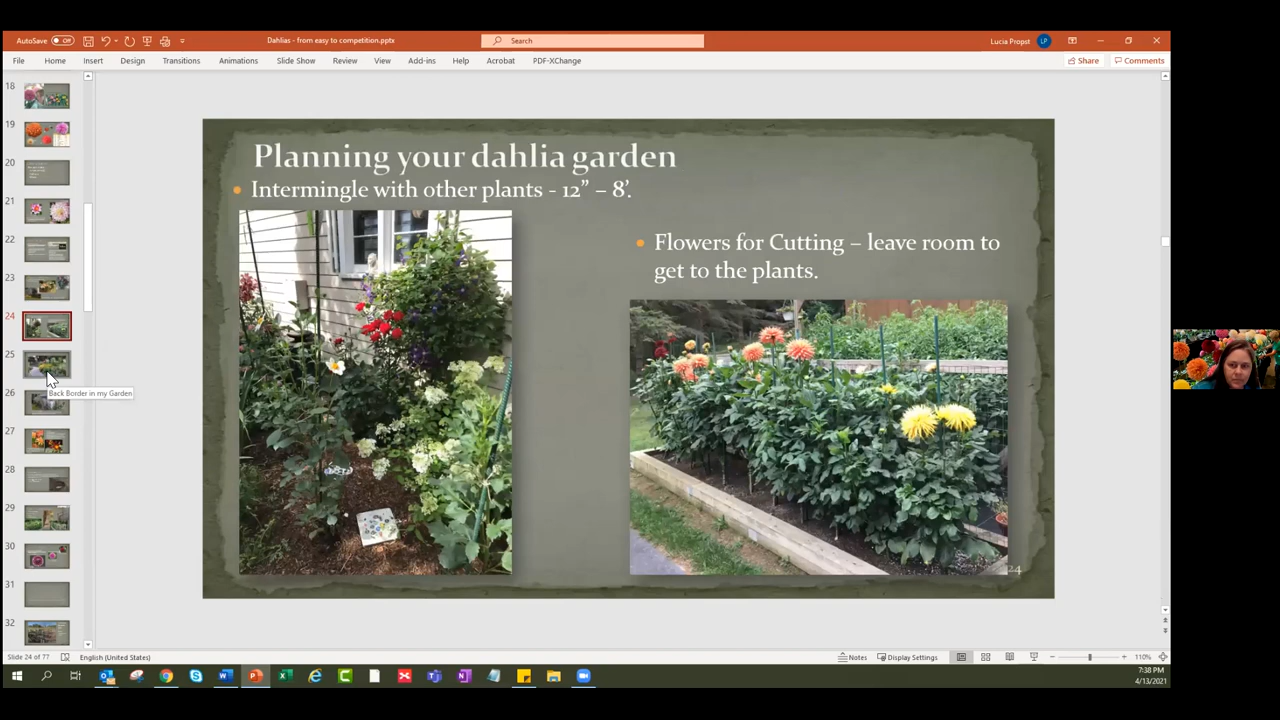 AutoSave Off
Dahlias - from easy to competition.pptx
Search
Lucia Propst
LP
File Home Insert Design Transitions Animations Slide Show Review View Add-ins Help Acrobat PDF-XChange
Share Comments
18
19
20
21
22
23
24
25
26
27
28
29
30
31
32
Back Border in my Garden
Planning your dahlia garden
Intermingle with other plants - 12” – 8’.
Flowers for Cutting – leave room to
get to the plants.
24
Slide 24 of 77 English (United States)
Notes Display Settings 110%
7:38 PM
4/13/2021